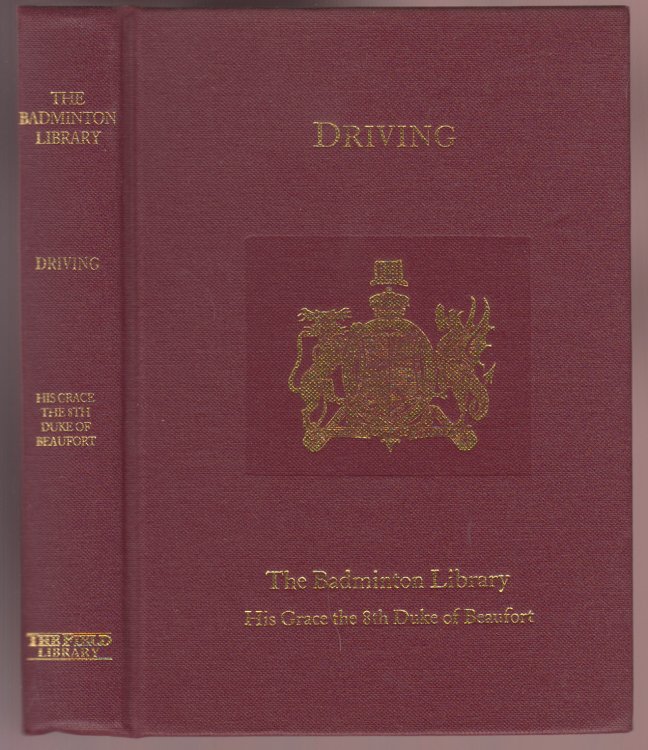 THE
BADMINTON
LIBRARY
DRIVING
HIS GRACE
THE 8TH
DUKE OF
BEAUFORT
THE FIELD
LIBRARY
DRIVING
The Badminton Library
His Grace the 8th Duke of Beaufort